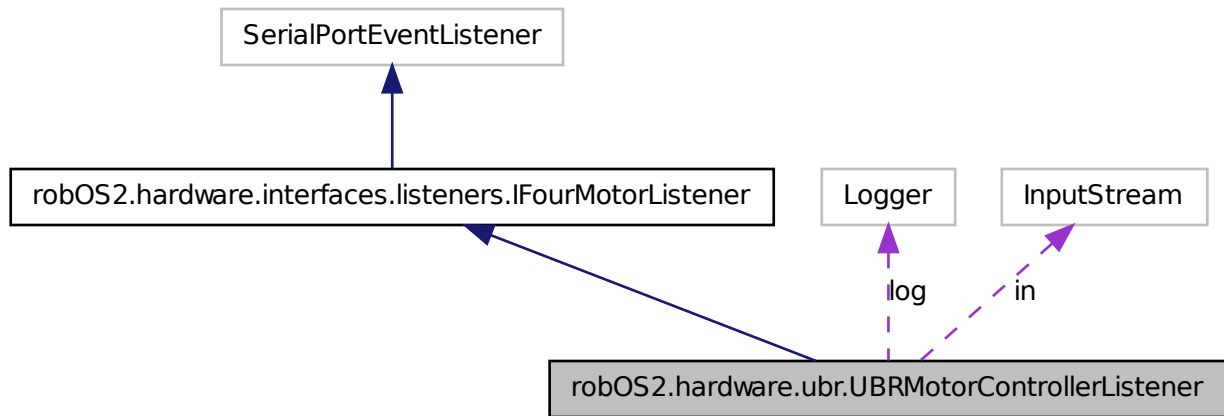 SerialPortEventListener
robOS2.hardware.interfaces.listeners.IFourMotorListener
Logger
InputStream
log
in
robOS2.hardware.ubr.UBRMotorControllerListener